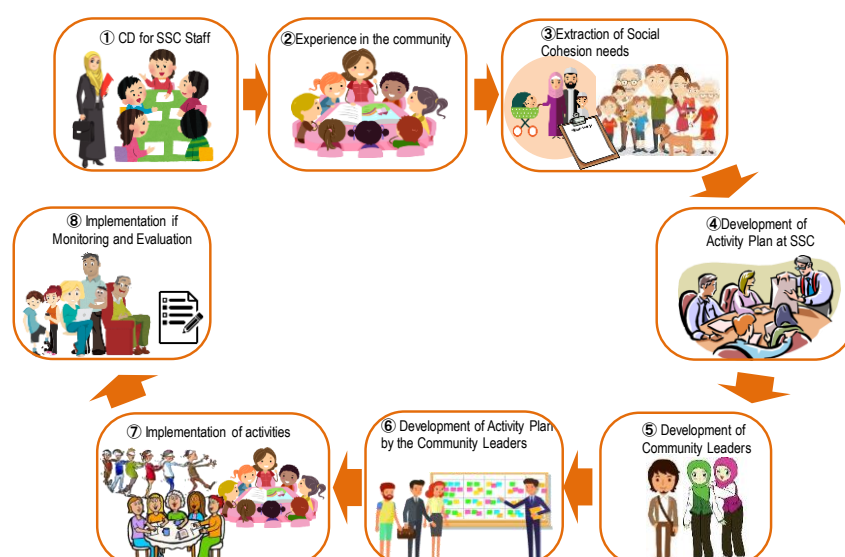 ① CD for SSC Staff
②Experience in the community
③Extraction of Social
Cohesion needs
④Development of
Activity Plan at SSC
⑤ Development of
Community Leaders
⑥ Development of Activity Plan
by the Community Leaders
⑦ Implementation of activities
⑧ Implementation if
Monitoring and Evaluation